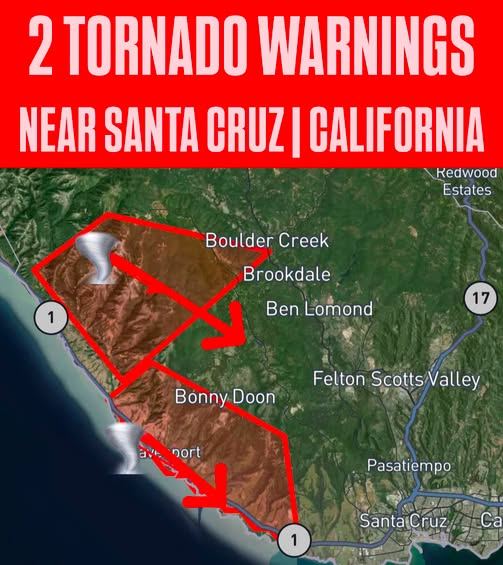 2 TORNADO WARNINGS
NEAR SANTA CRUZ | CALIFORNIA
Redwood
Estates
Boulder Creek
Brookdale
17
Ben Lomond
1
Felton Scotts Valley
Bonny Doon
Pasatiempo
Santa Cruz
1